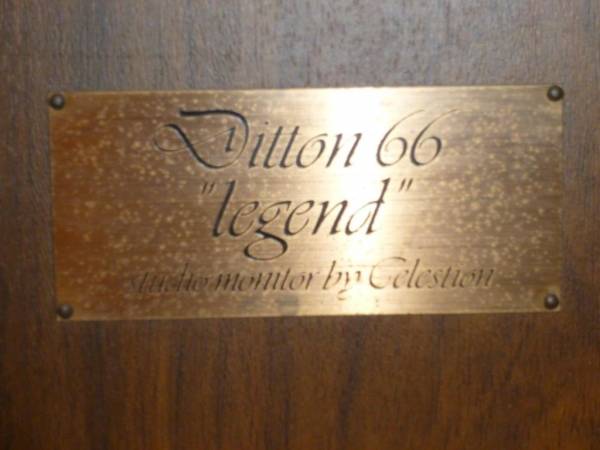 Ditton 66
"legend"
studio monitor by Celestion